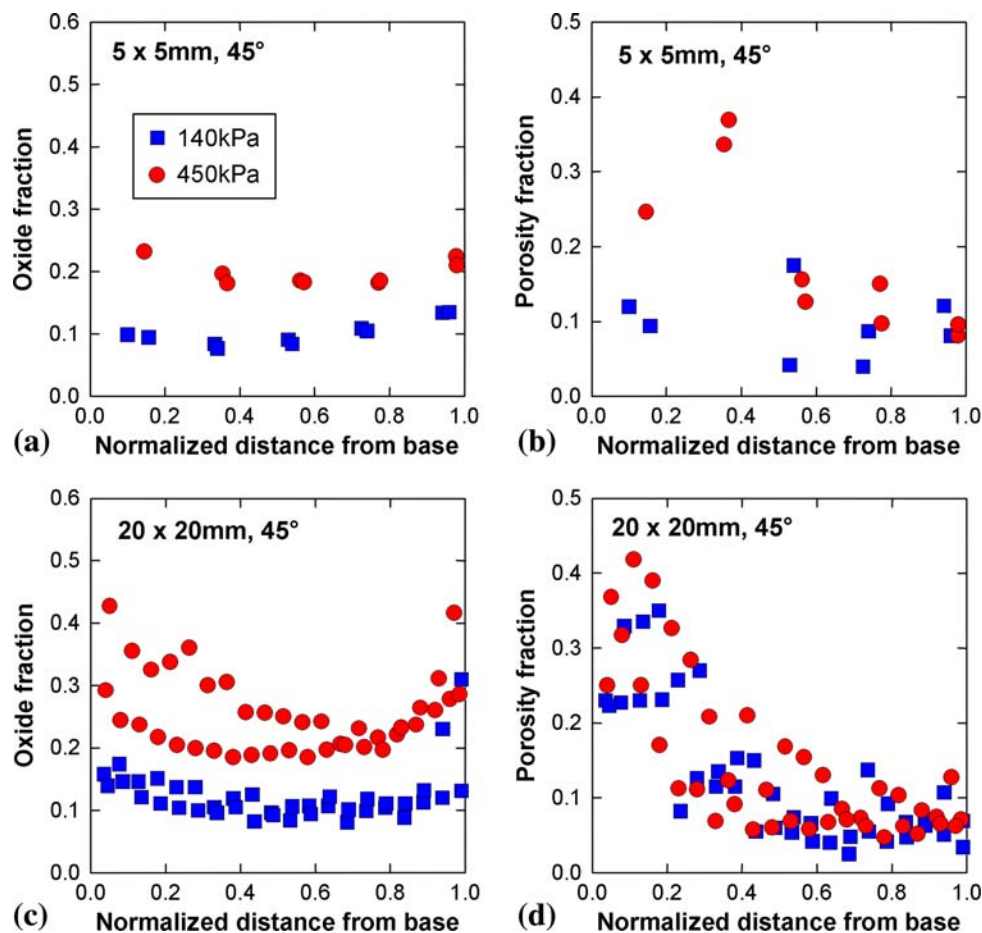 0.6
0.5
0.4
0.3
0.2
0.1
0.0
Oxide fraction
5 x 5mm, 45°
140kPa
450kPa
0.0 0.2 0.4 0.6 0.8 1.0
(a) Normalized distance from base
0.5
0.4
0.3
0.2
0.1
0.0
Porosity fraction
5 x 5mm, 45°
0.0 0.2 0.4 0.6 0.8 1.0
(b) Normalized distance from base
0.6
0.5
0.4
0.3
0.2
0.1
0.0
Oxide fraction
20 x 20mm, 45°
0.0 0.2 0.4 0.6 0.8 1.0
(c) Normalized distance from base
0.5
0.4
0.3
0.2
0.1
0.0
Porosity fraction
20 x 20mm, 45°
0.0 0.2 0.4 0.6 0.8 1.0
(d) Normalized distance from base